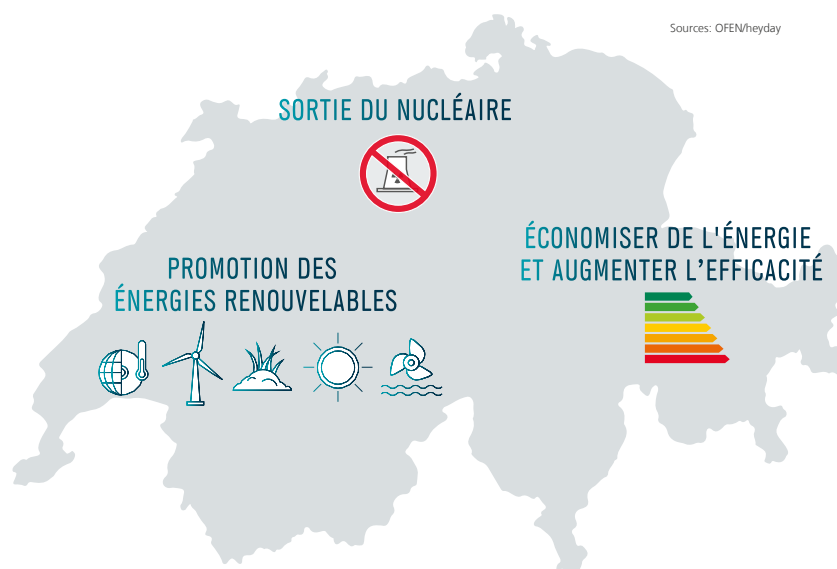 Sources: OFEN/heyday
SORTIE DU NUCLÉAIRE
ÉCONOMISER DE L'ÉNERGIE
ET AUGMENTER L’EFFICACITÉ
PROMOTION DES
ÉNERGIES RENOUVELABLES